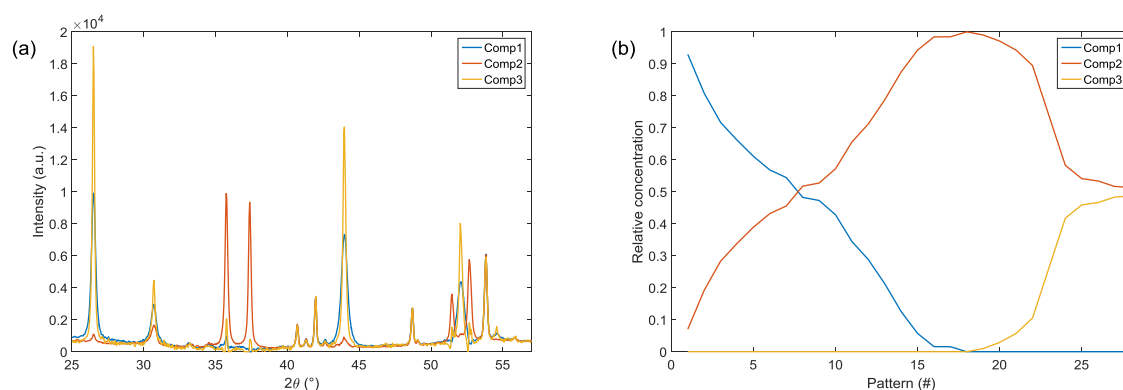 (a)
×10⁴
2
1.8
1.6
1.4
1.2
1
0.8
0.6
0.4
0.2
0
25 30 35 40 45 50 55
Intensity (a.u.)
2θ (°)
Comp1
Comp2
Comp3
(b)
1
0.9
0.8
0.7
0.6
0.5
0.4
0.3
0.2
0.1
0
0 5 10 15 20 25
Relative concentration
Pattern (#)
Comp1
Comp2
Comp3